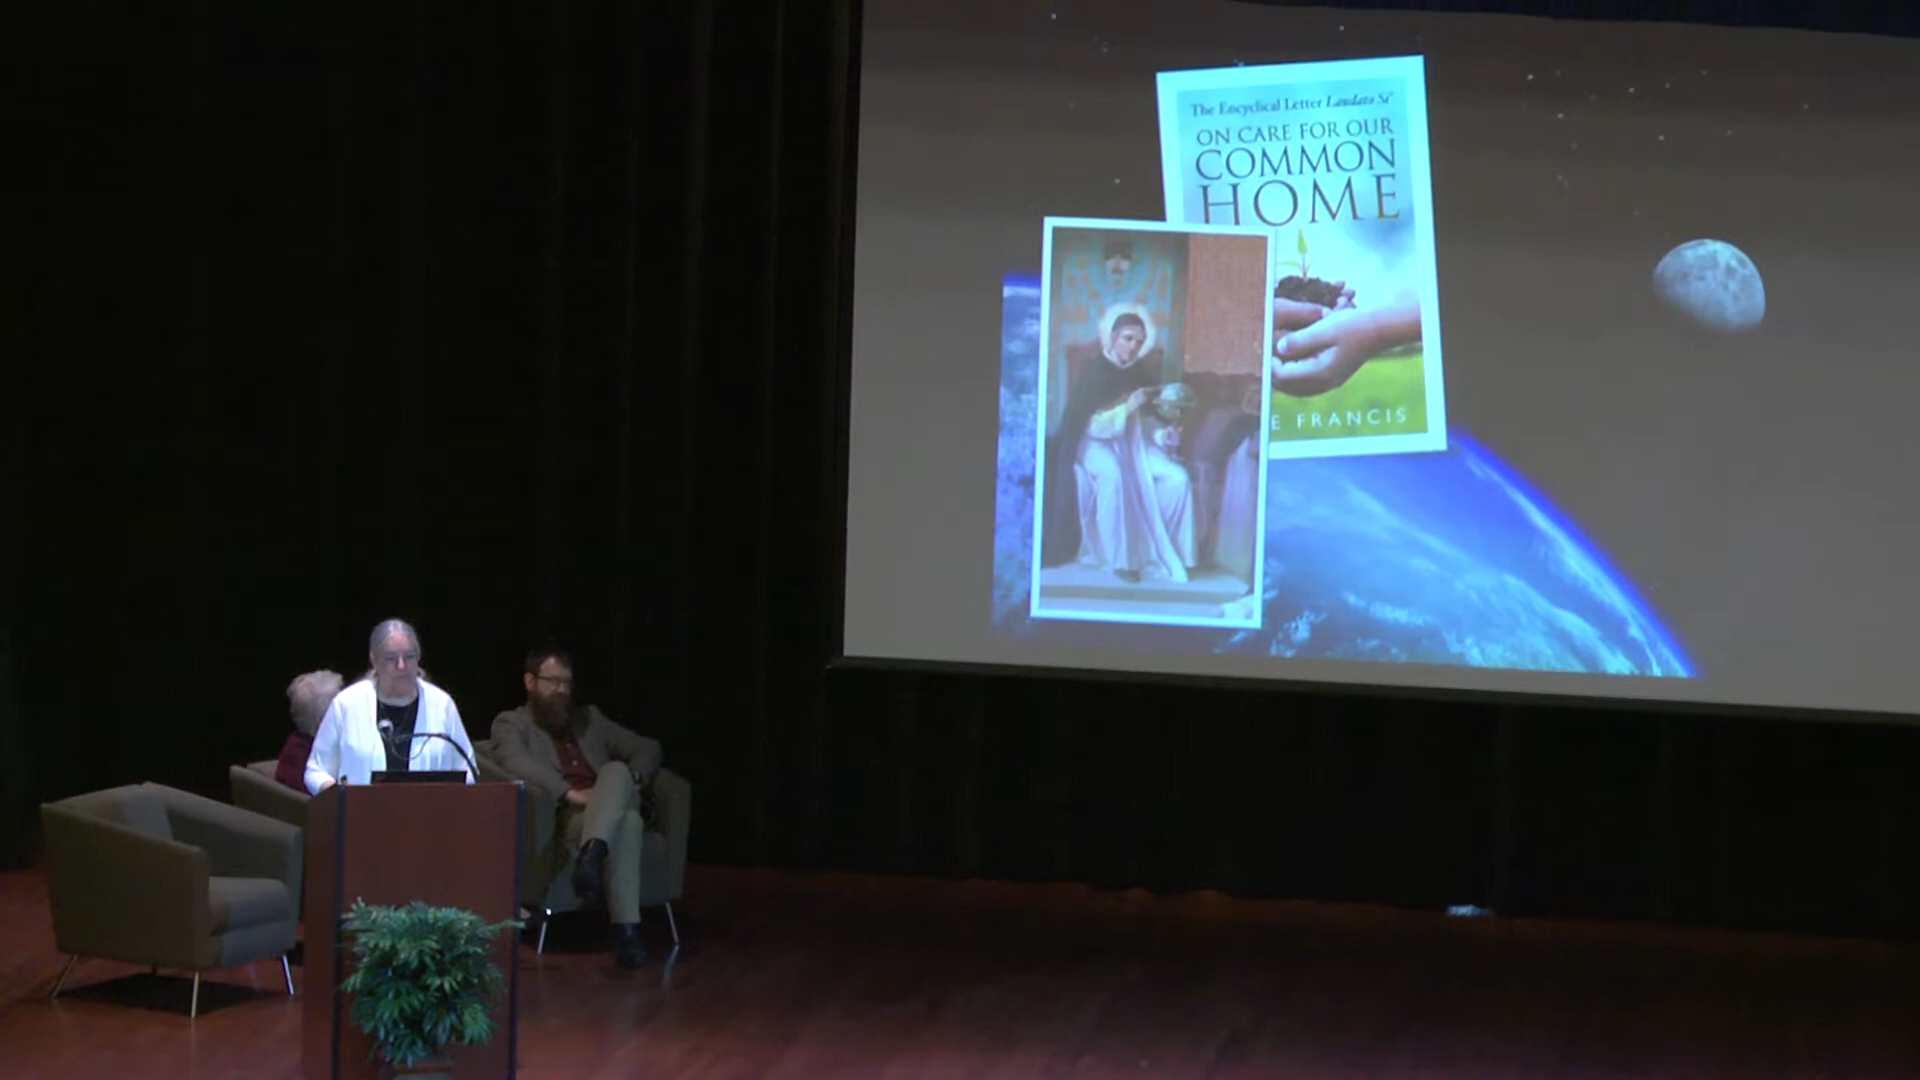 The Encyclical Letter Laudato Si'
ON CARE FOR OUR
COMMON
HOME
E FRANCIS